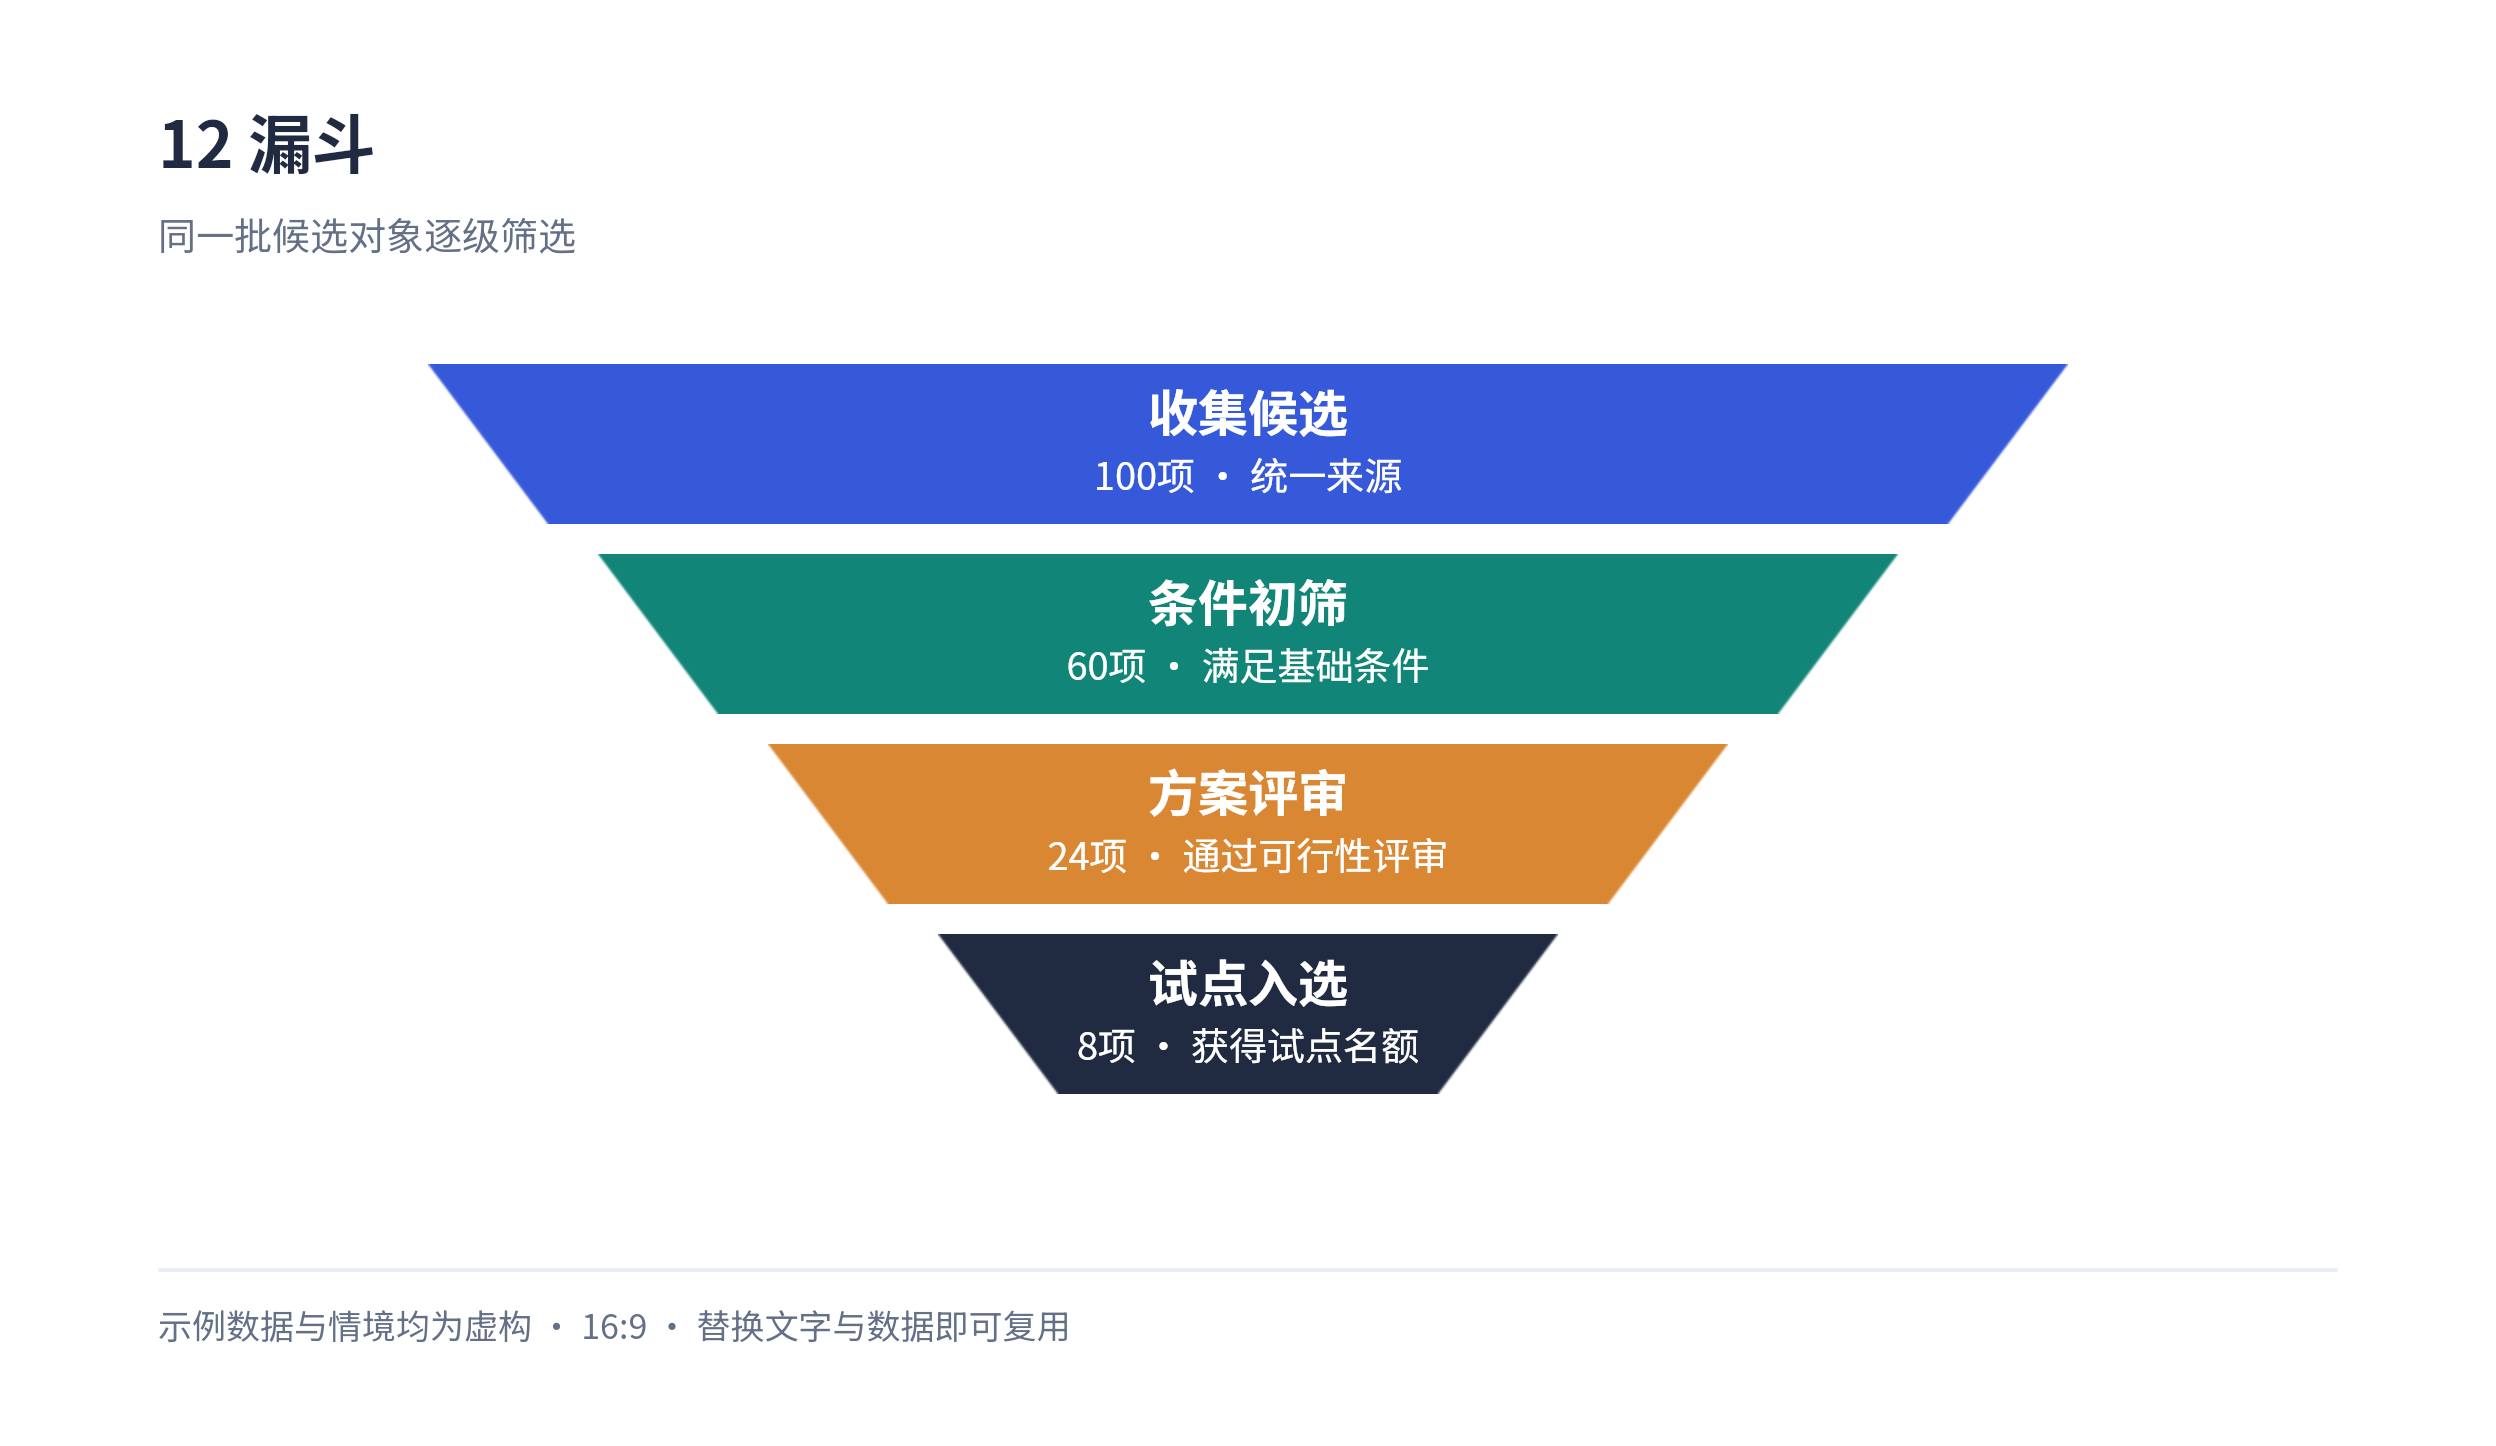 12 漏斗
同一批候选对象逐级筛选
收集候选
100项 · 统一来源
条件初筛
60项 · 满足基础条件
方案评审
24项 · 通过可行性评审
试点入选
8项 · 获得试点名额
示例数据与情境均为虚构 · 16:9 · 替换文字与数据即可复用